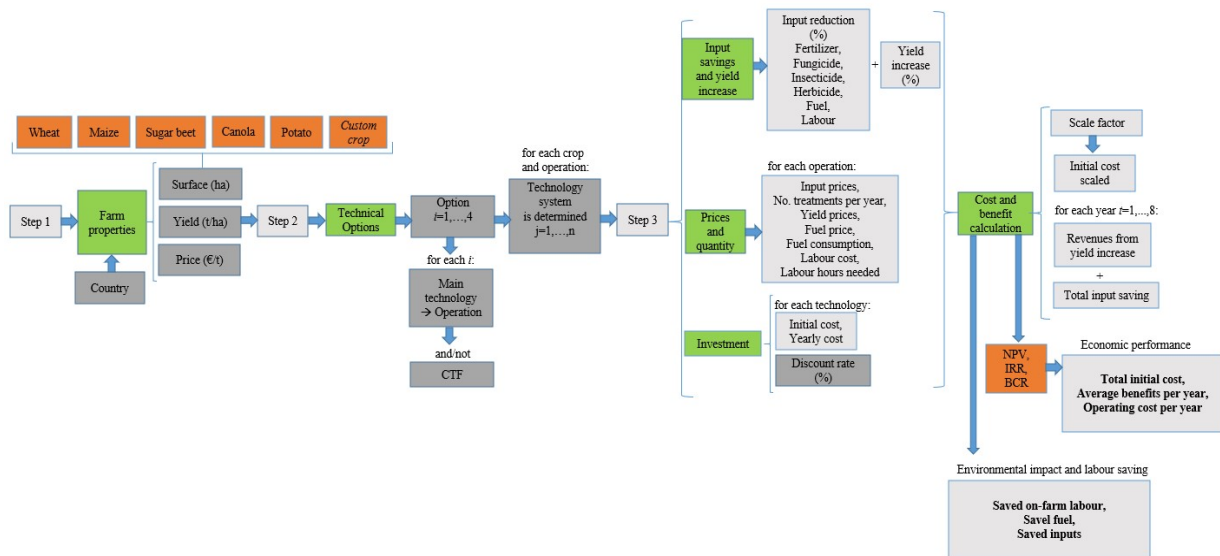 Wheat
Maize
Sugar beet
Canola
Potato
Custom
crop
Step 1
Farm
properties
Country
Surface (ha)
Yield (t/ha)
Price (€/t)
Step 2
Technical
Options
Option
i=1,…,4
for each i:
Main
technology
→ Operation
and/not
CTF
for each crop
and operation:
Technology
system
is determined
j=1,…,n
Step 3
Input
savings
and yield
increase
Input reduction
(%)
Fertilizer,
Fungicide,
Insecticide,
Herbicide,
Fuel,
Labour
+
Yield
increase
(%)
Prices
and
quantity
for each operation:
Input prices,
No. treatments per year,
Yield prices,
Fuel price,
Fuel consumption,
Labour cost,
Labour hours needed
Investment
for each technology:
Initial cost,
Yearly cost
Discount rate
(%)
Cost and
benefit
calculation
Scale factor
Initial cost
scaled
for each year t=1,...,8:
Revenues from
yield increase
+
Total input saving
NPV,
IRR,
BCR
Economic performance
Total initial cost,
Average benefits per year,
Operating cost per year
Environmental impact and labour saving
Saved on-farm labour,
Savel fuel,
Saved inputs